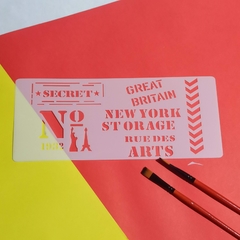 SECRET
GREAT
BRITAIN
No
NEW YORK
STORAGE
RUE DES
ARTS